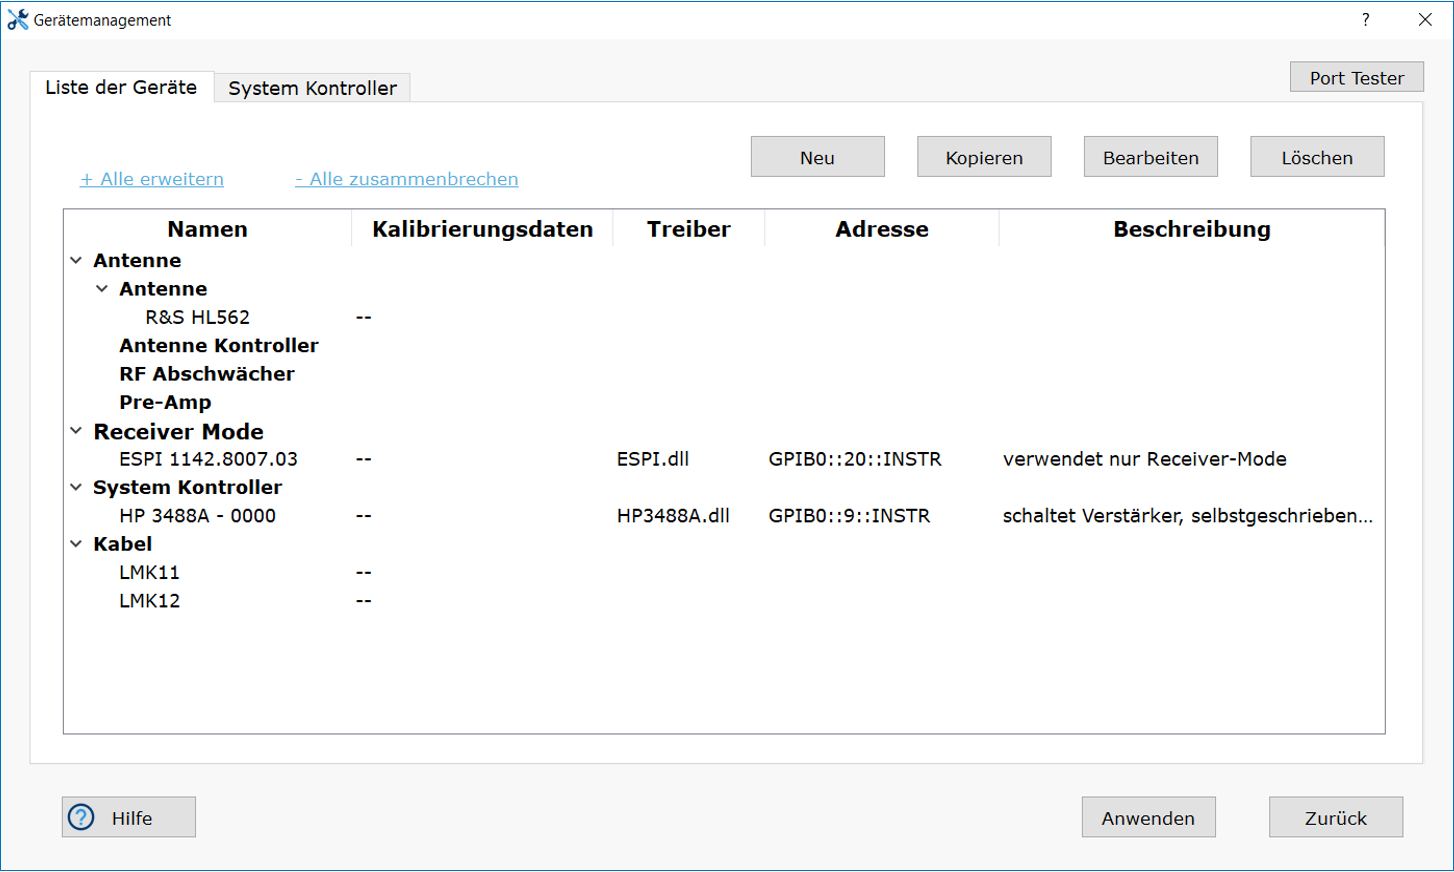 Gerätemanagement ?
Liste der Geräte System Kontroller Port Tester
Neu Kopieren Bearbeiten Löschen
+ Alle erweitern - Alle zusammenbrechen
Namen Kalibrierungsdaten Treiber Adresse Beschreibung
Antenne
Antenne
R&S HL562 --
Antenne Kontroller
RF Abschwächer
Pre-Amp
Receiver Mode
ESPI 1142.8007.03 -- ESPI.dll GPIB0::20::INSTR verwendet nur Receiver-Mode
System Kontroller
HP 3488A - 0000 -- HP3488A.dll GPIB0::9::INSTR schaltet Verstärker, selbstgeschrieben...
Kabel
LMK11 --
LMK12 --
? Hilfe Anwenden Zurück